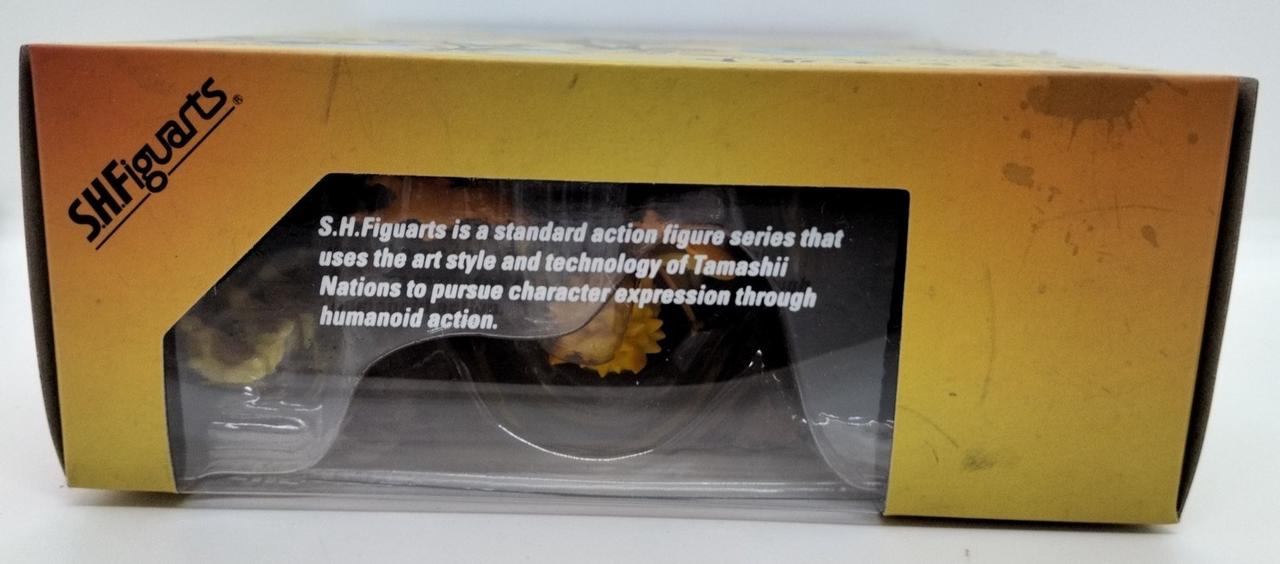 S.H.Figuarts®
S.H.Figuarts is a standard action figure series that
uses the art style and technology of Tamashii
Nations to pursue character expression through
humanoid action.